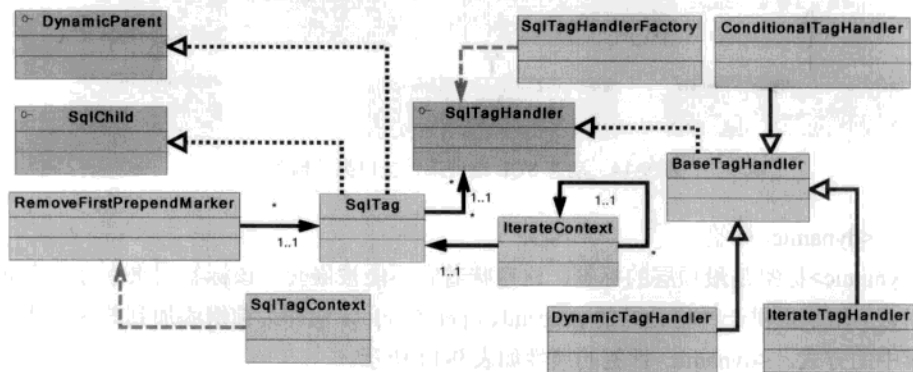 DynamicParent
SqlTagHandlerFactory
ConditionalTagHandler
SqlChild
SqlTagHandler
BaseTagHandler
RemoveFirstPrependMarker
*
1..1
SqlTag
*
1..1
*
1..1
IterateContext
1..1
*
SqlTagContext
DynamicTagHandler
IterateTagHandler